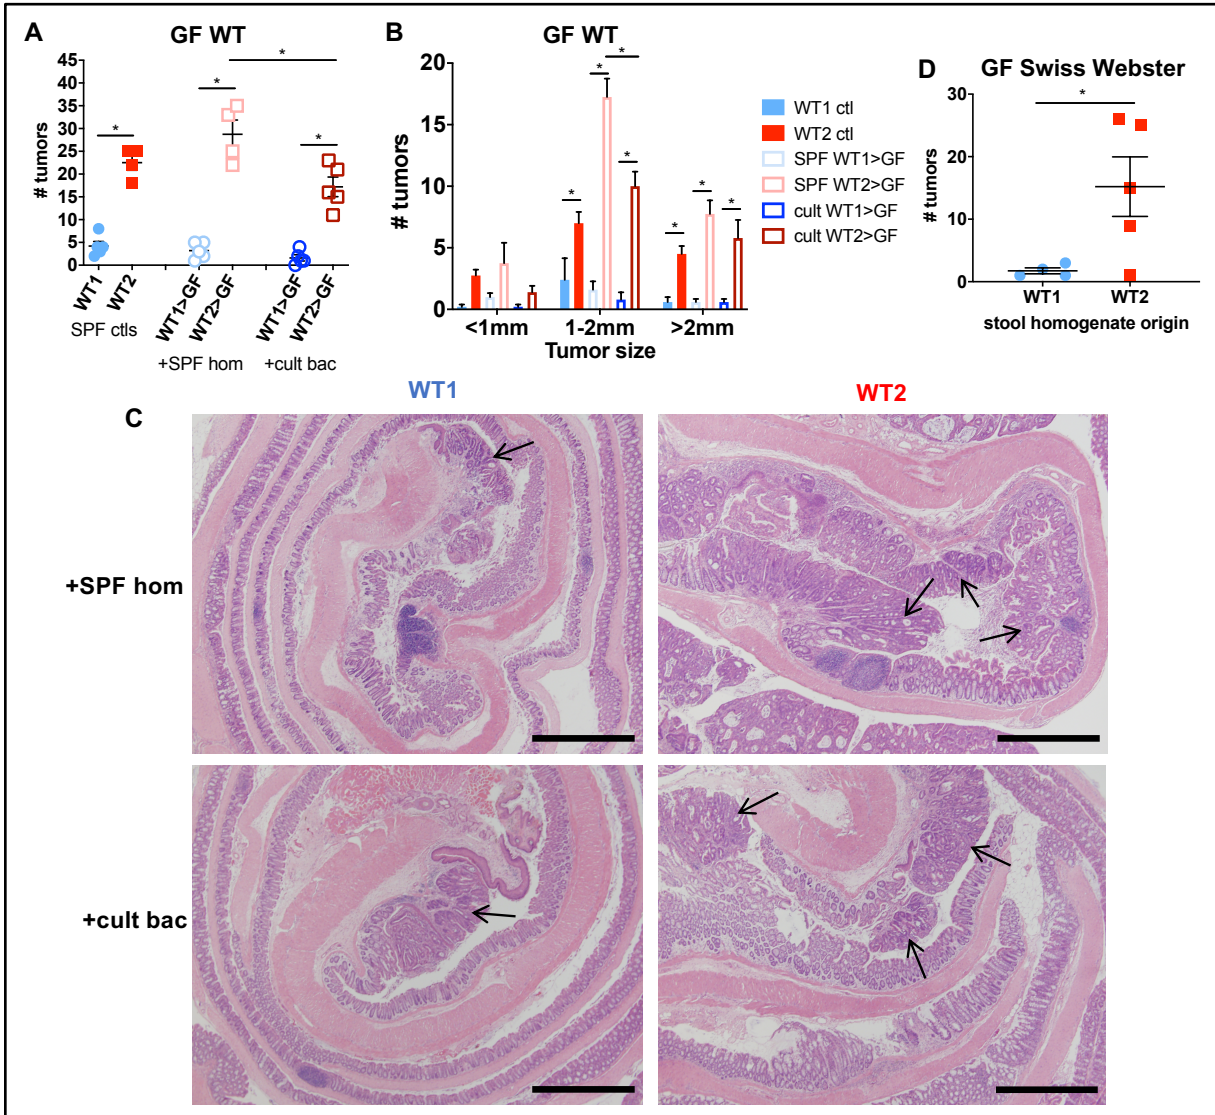 A
GF WT
# tumors
45
40
35
30
25
20
15
10
5
0
*
*
*
*
WT1
WT2
WT1>GF
WT2>GF
WT1>GF
WT2>GF
SPF ctls
+SPF hom
+cult bac
B
GF WT
# tumors
20
15
10
5
0
*
*
*
*
*
*
*
<1mm
1-2mm
>2mm
Tumor size
WT1 ctl
WT2 ctl
SPF WT1>GF
SPF WT2>GF
cult WT1>GF
cult WT2>GF
D
GF Swiss Webster
# tumors
30
20
10
0
*
WT1
WT2
stool homogenate origin
C
WT1
WT2
+SPF hom
+cult bac